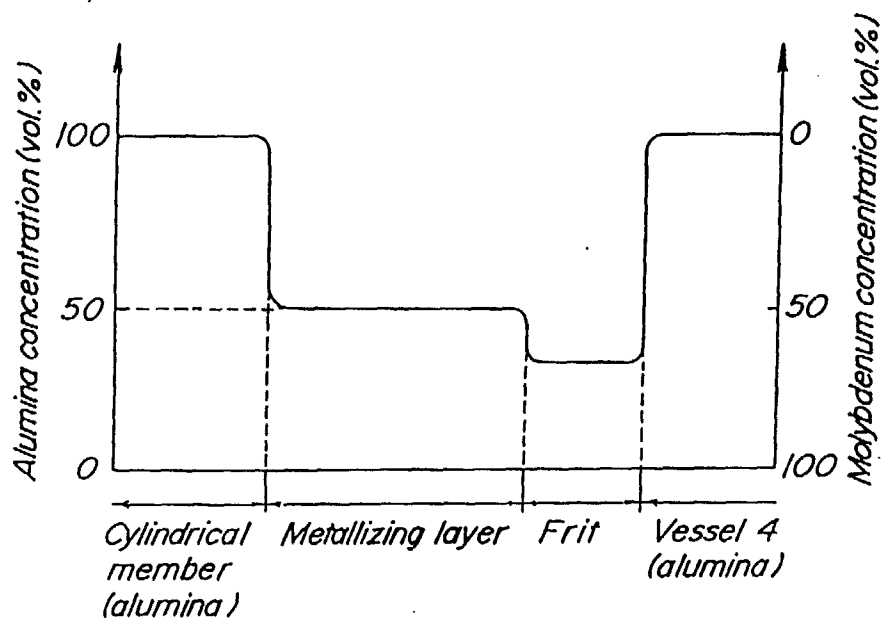 Alumina concentration (vol.%)
100
50
0
Molybdenum concentration (vol.%)
0
50
100
Cylindrical
member
(alumina)
Metallizing layer
Frit
Vessel 4
(alumina)